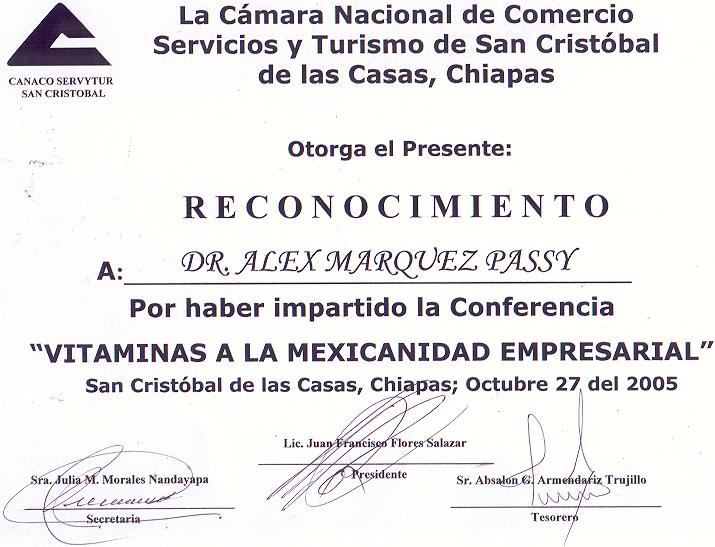 La Cámara Nacional de Comercio
Servicios y Turismo de San Cristóbal
de las Casas, Chiapas
CANACO SERVYTUR
SAN CRISTOBAL
Otorga el Presente:
RECONOCIMIENTO
A: DR. ALEX MARQUEZ PASSY
Por haber impartido la Conferencia
“VITAMINAS A LA MEXICANIDAD EMPRESARIAL”
San Cristóbal de las Casas, Chiapas; Octubre 27 del 2005
Lic. Juan Francisco Flores Salazar
Presidente
Sra. Julia M. Morales Nandayapa
Secretaria
Sr. Absalon G. Armendariz Trujillo
Tesorero